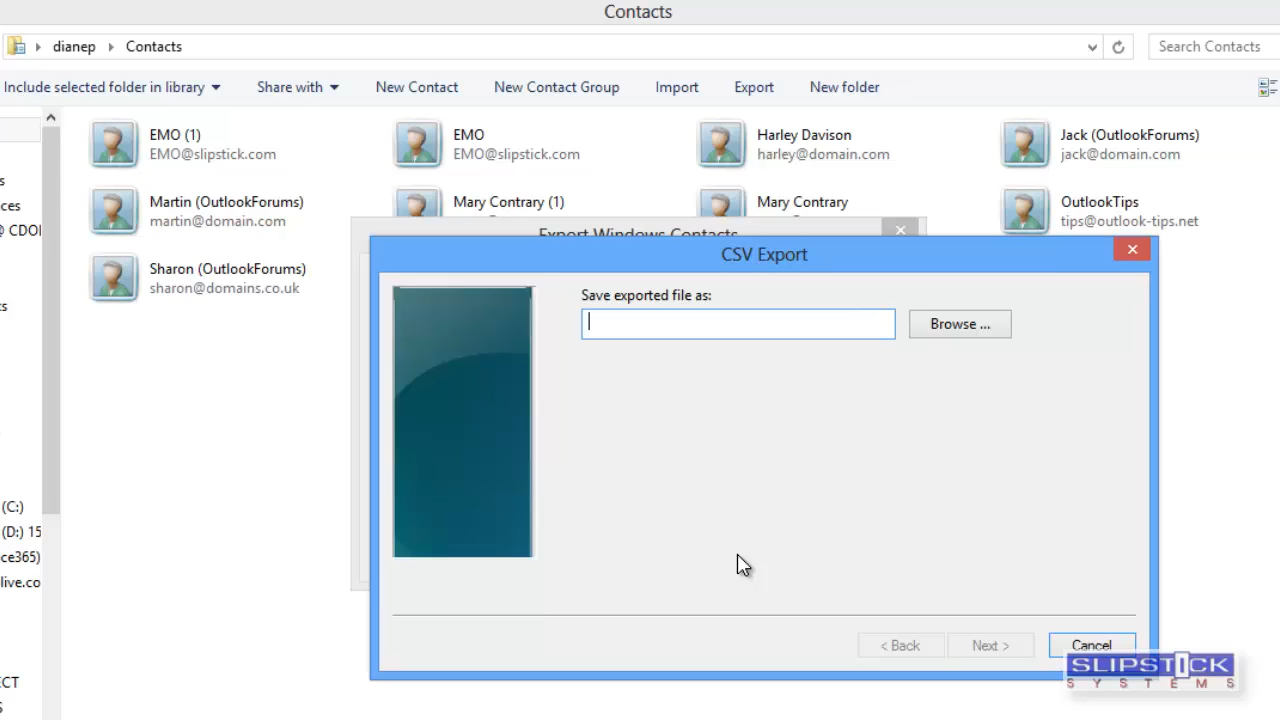 Contacts
dianep Contacts
Search Contacts
Include selected folder in library Share with New Contact New Contact Group Import Export New folder
EMO (1)
EMO@slipstick.com
EMO
EMO@slipstick.com
Harley Davison
harley@domain.com
Jack (OutlookForums)
jack@domain.com
Martin (OutlookForums)
martin@domain.com
Mary Contrary (1)
Mary Contrary
OutlookTips
tips@outlook-tips.net
Sharon (OutlookForums)
sharon@domains.co.uk
s
ces
@ CDOI
ts
(C:)
(D:) 15
ce365)
live.co
ECT
s
Export Windows Contacts
CSV Export
Save exported file as:
Browse ...
< Back Next > Cancel
SLIPSTICK
SYSTEMS